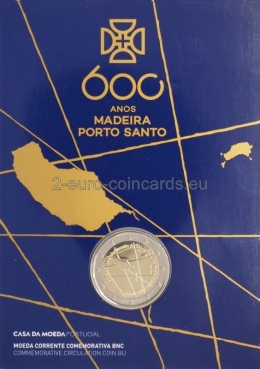 600
ANOS
MADEIRA
PORTO SANTO
2-euro-coincards.eu
CASA DA MOEDA PORTUGAL
MOEDA CORRENTE COMEMORATIVA BNC
COMMEMORATIVE CIRCULATION COIN BU